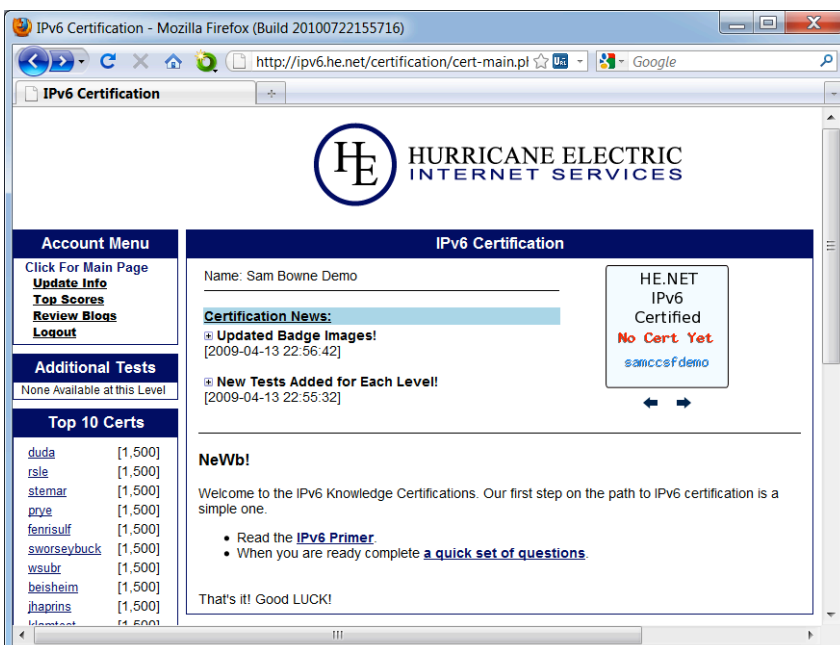 IPv6 Certification - Mozilla Firefox (Build 20100722155716)
http://ipv6.he.net/certification/cert-main.pl
Google
IPv6 Certification
HE
HURRICANE ELECTRIC
INTERNET SERVICES
Account Menu
Click For Main Page
Update Info
Top Scores
Review Blogs
Logout
Additional Tests
None Available at this Level
Top 10 Certs
duda [1,500]
rsle [1,500]
stemar [1,500]
prye [1,500]
fenrisulf [1,500]
sworseybuck [1,500]
wsubr [1,500]
beisheim [1,500]
jhaprins [1,500]
IPv6 Certification
Name: Sam Bowne Demo
Certification News:
Updated Badge Images!
[2009-04-13 22:56:42]
New Tests Added for Each Level!
[2009-04-13 22:55:32]
HE.NET
IPv6
Certified
No Cert Yet
samccsfdemo
NeWb!
Welcome to the IPv6 Knowledge Certifications. Our first step on the path to IPv6 certification is a
simple one.
Read the IPv6 Primer.
When you are ready complete a quick set of questions.
That's it! Good LUCK!